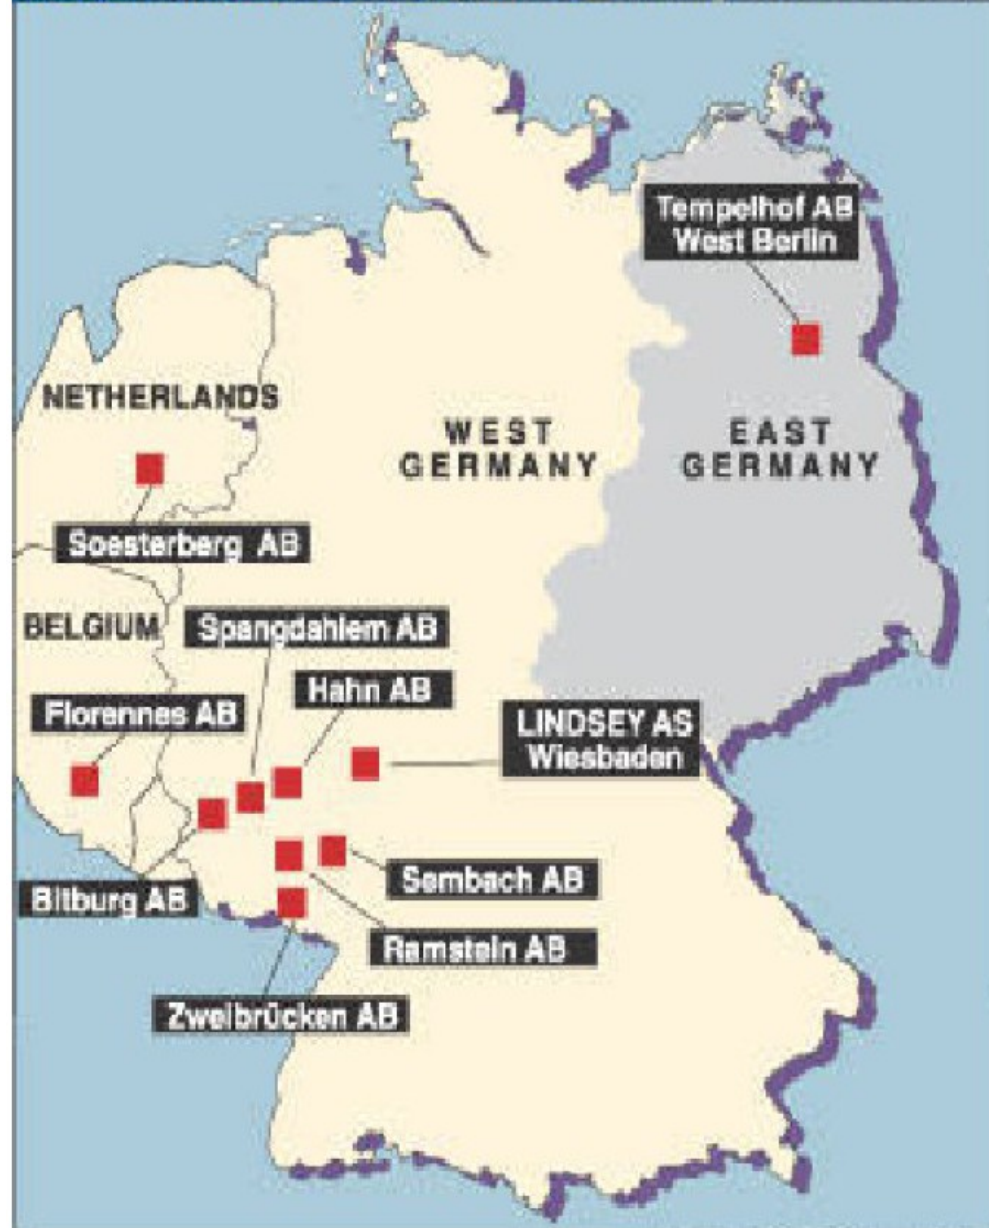 Tempelhof AB
West Berlin
NETHERLANDS
WEST
GERMANY
EAST
GERMANY
Soesterberg AB
BELGIUM
Spangdahlem AB
Hahn AB
Florennes AB
LINDSEY AS
Wiesbaden
Sembach AB
Bitburg AB
Ramstein AB
Zweibrücken AB